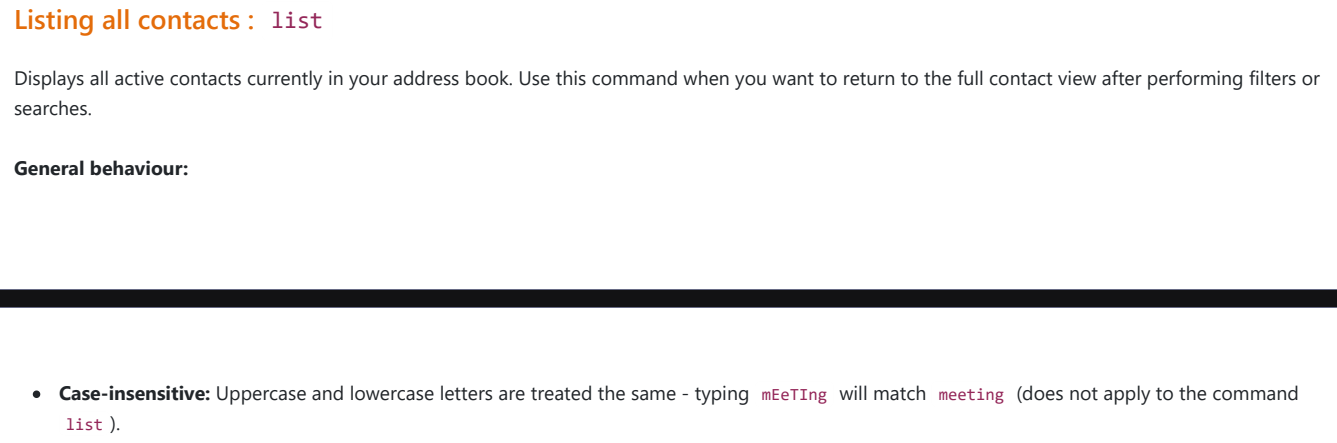 Listing all contacts : list
Displays all active contacts currently in your address book. Use this command when you want to return to the full contact view after performing filters or
searches.
General behaviour:
• Case-insensitive: Uppercase and lowercase letters are treated the same - typing mEeTIng will match meeting (does not apply to the command
list ).